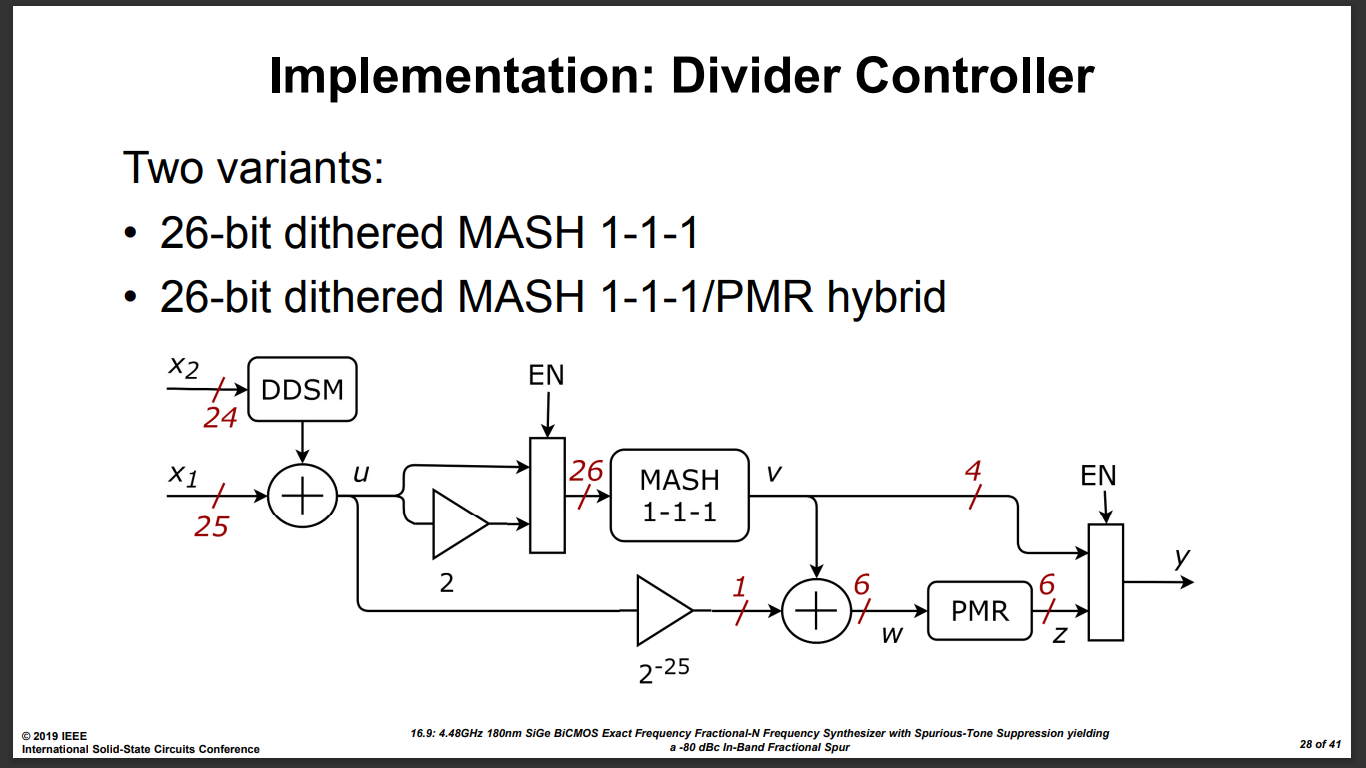 Implementation: Divider Controller
Two variants:
• 26-bit dithered MASH 1-1-1
• 26-bit dithered MASH 1-1-1/PMR hybrid
x2
24
DDSM
x1
25
u
2
EN
26
MASH
1-1-1
v
4
EN
2-25
1
6
w
PMR
6
z
y
© 2019 IEEE
International Solid-State Circuits Conference
16.9: 4.48GHz 180nm SiGe BiCMOS Exact Frequency Fractional-N Frequency Synthesizer with Spurious-Tone Suppression yielding
a -80 dBc In-Band Fractional Spur
28 of 41